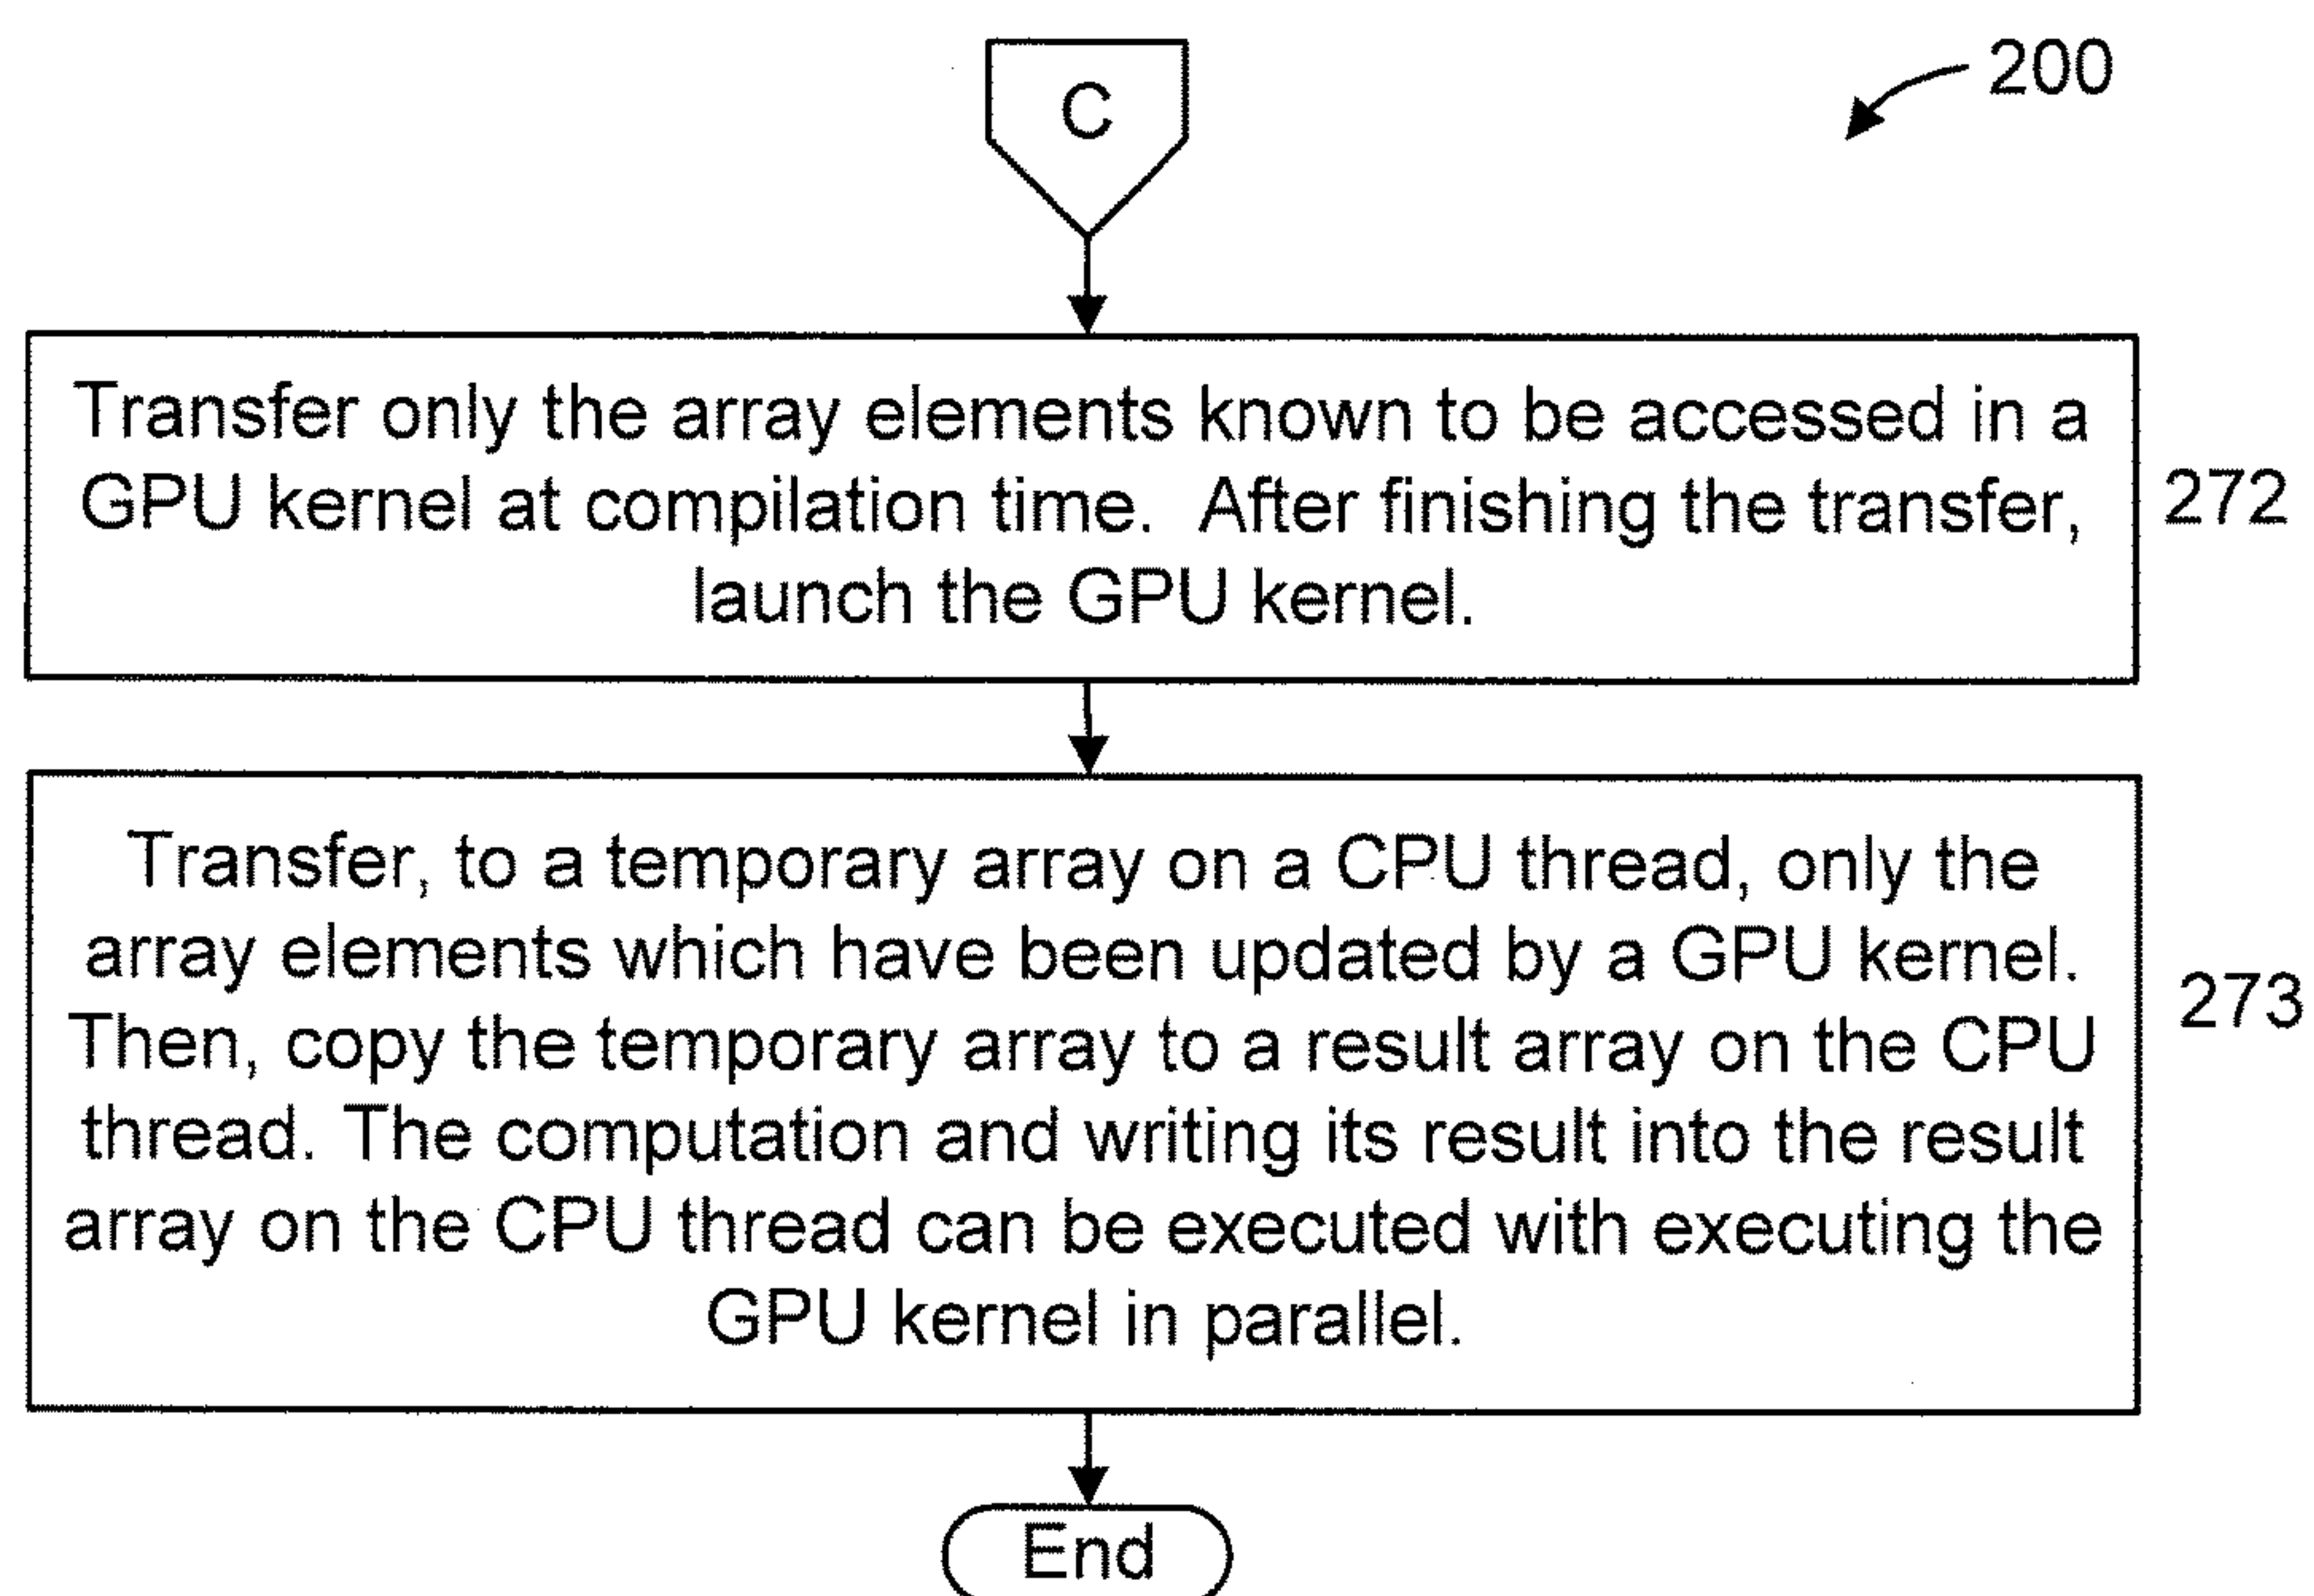 C
200
Transfer only the array elements known to be accessed in a
GPU kernel at compilation time.  After finishing the transfer,
launch the GPU kernel.
272
Transfer, to a temporary array on a CPU thread, only the
array elements which have been updated by a GPU kernel.
Then, copy the temporary array to a result array on the CPU
thread. The computation and writing its result into the result
array on the CPU thread can be executed with executing the
GPU kernel in parallel.
273
End